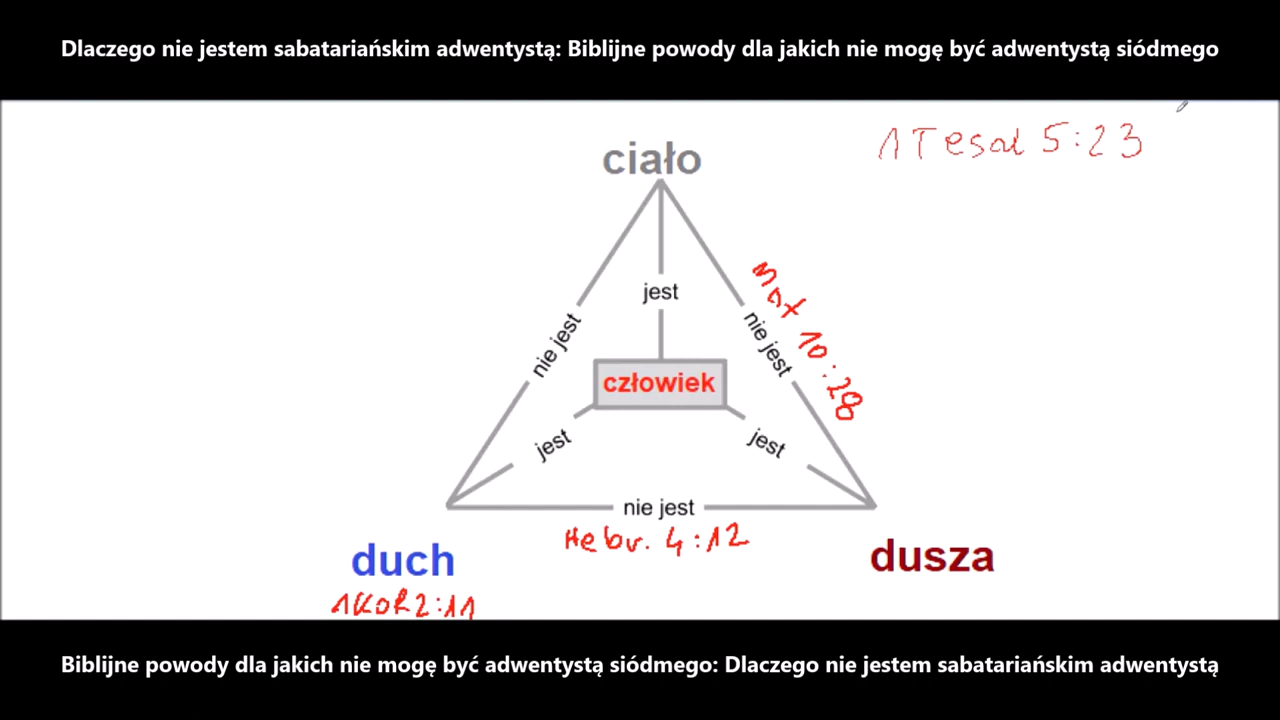 Dlaczego nie jestem sabatariańskim adwentystą: Biblijne powody dla jakich nie mogę być adwentystą siódmego
1 Tesal 5:23
ciało
jest
nie jest
nie jest
Mat 10:28
człowiek
jest
jest
nie jest
Hebr. 4:12
duch
dusza
1KOR2:11
Biblijne powody dla jakich nie mogę być adwentystą siódmego: Dlaczego nie jestem sabatariańskim adwentystą